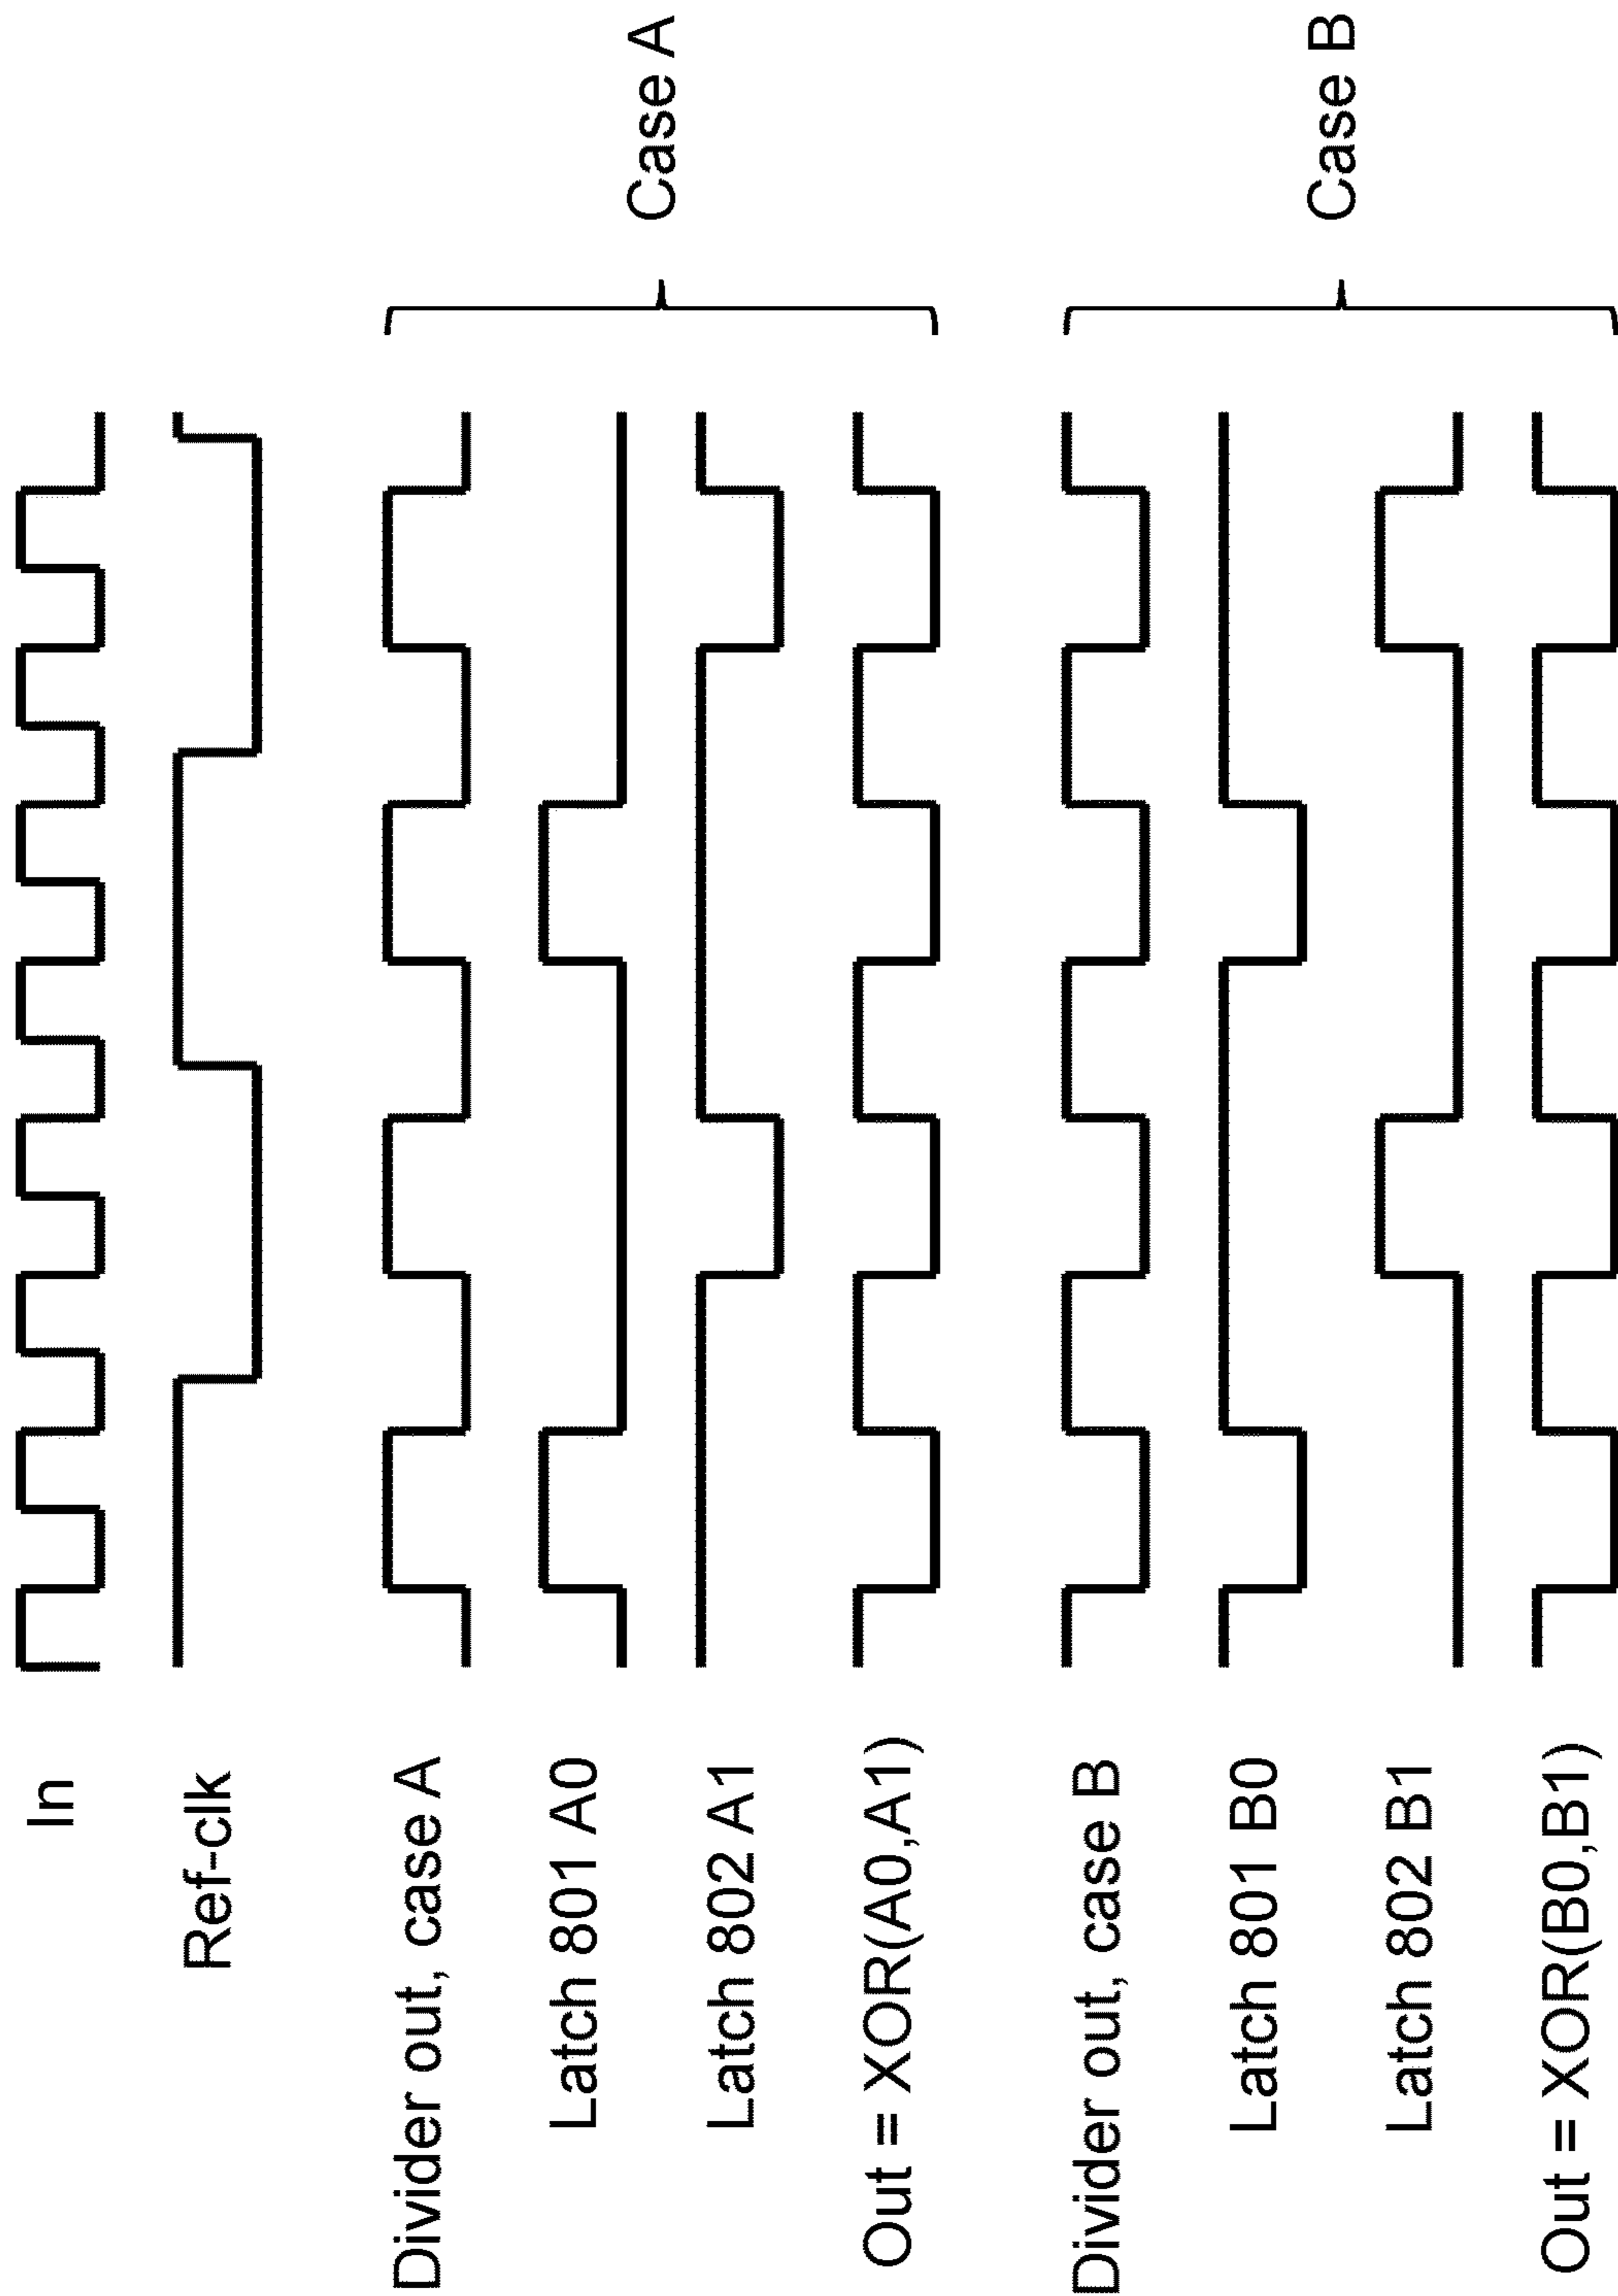 In
Ref-clk
Divider out, case A
Latch 801 A0
Latch 802 A1
Out = XOR(A0,A1)
Case A
Divider out, case B
Latch 801 B0
Latch 802 B1
Out = XOR(B0,B1)
Case B